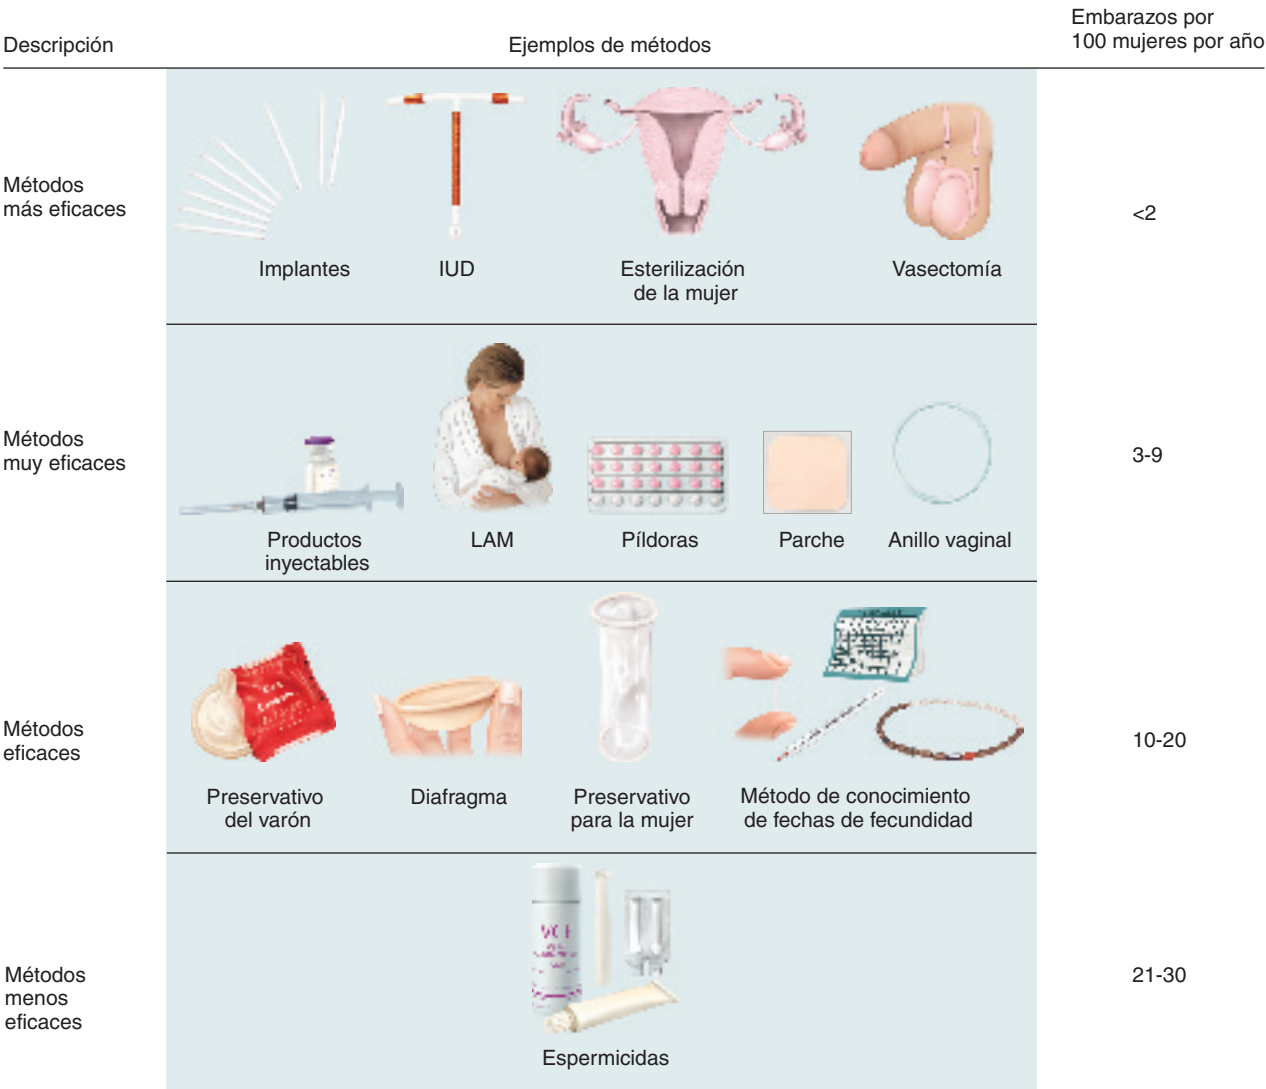 Descripción
Ejemplos de métodos
Embarazos por
100 mujeres por año
Métodos
más eficaces
Implantes
IUD
Esterilización
de la mujer
Vasectomía
<2
Métodos
muy eficaces
Productos
inyectables
LAM
Píldoras
Parche
Anillo vaginal
3-9
Métodos
eficaces
Preservativo
del varón
Diafragma
Preservativo
para la mujer
Método de conocimiento
de fechas de fecundidad
10-20
Métodos
menos
eficaces
VCF
Espermicidas
21-30